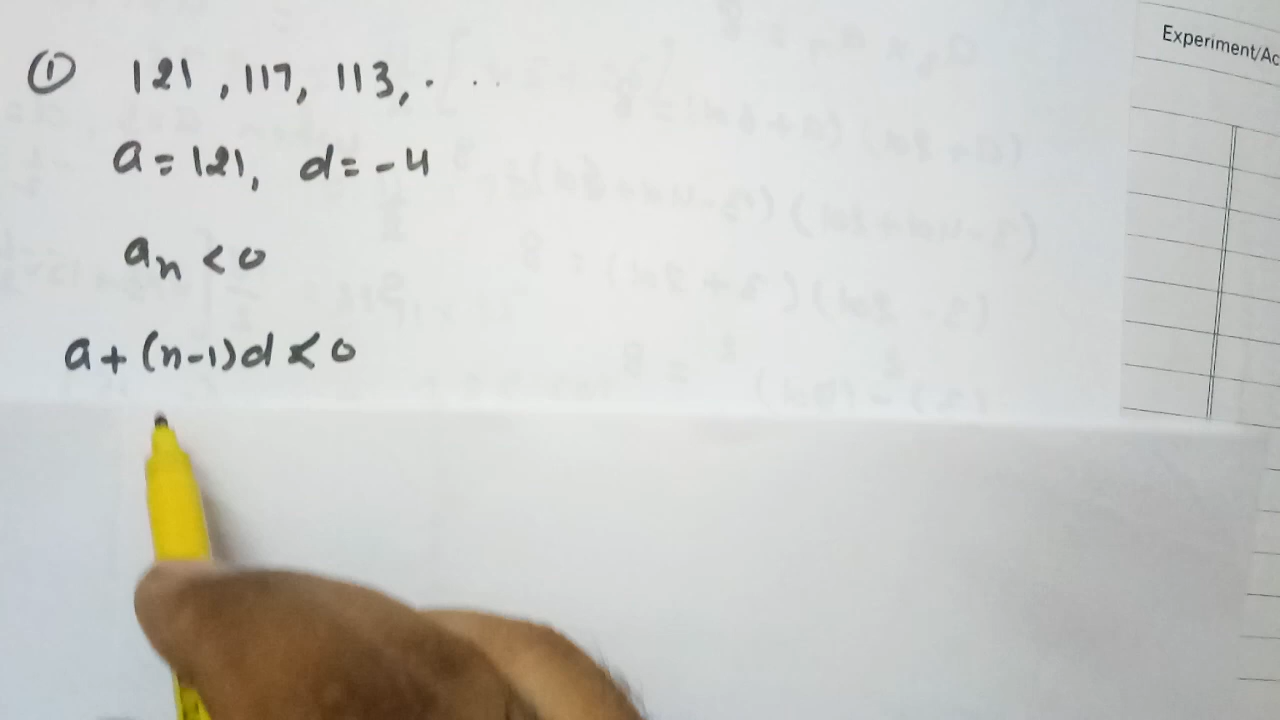 ① 121, 117, 113, . . .
a = 121, d = -4
aₙ < 0
a + (n-1)d < 0
Experiment/Ac